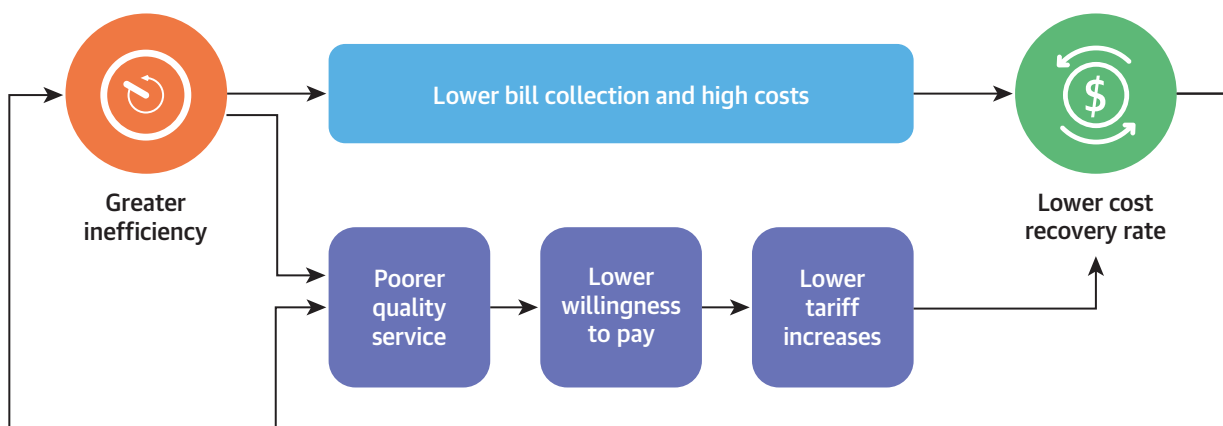 Lower bill collection and high costs
$
Greater
inefficiency
Lower cost
recovery rate
Poorer
quality
service
Lower
willingness
to pay
Lower
tariff
increases